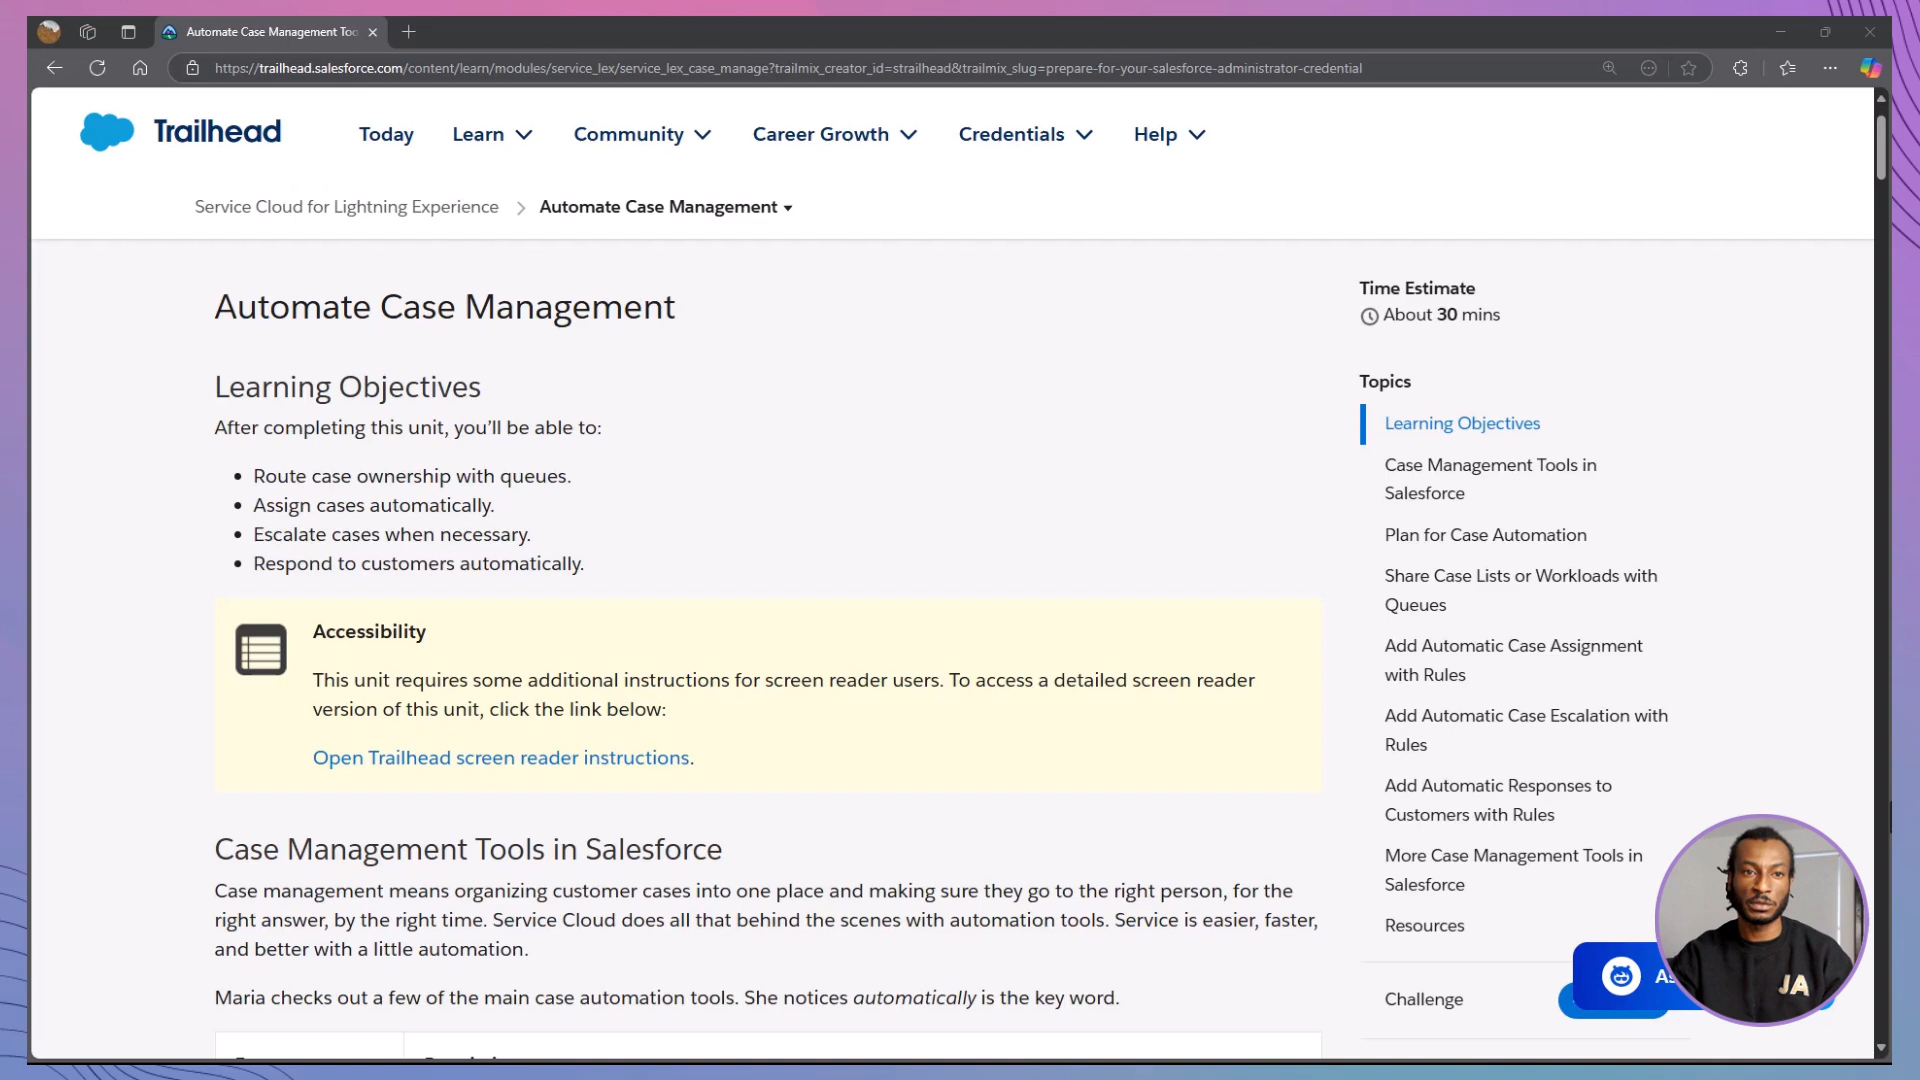 Automate Case Management Too
https://trailhead.salesforce.com/content/learn/modules/service_lex/service_lex_case_manage?trailmix_creator_id=strailhead&trailmix_slug=prepare-for-your-salesforce-administrator-credential
Trailhead
Today
Learn
Community
Career Growth
Credentials
Help
Service Cloud for Lightning Experience
Automate Case Management
Automate Case Management
Learning Objectives
After completing this unit, you'll be able to:
• Route case ownership with queues.
• Assign cases automatically.
• Escalate cases when necessary.
• Respond to customers automatically.
Accessibility
This unit requires some additional instructions for screen reader users. To access a detailed screen reader
version of this unit, click the link below:
Open Trailhead screen reader instructions.
Case Management Tools in Salesforce
Case management means organizing customer cases into one place and making sure they go to the right person, for the
right answer, by the right time. Service Cloud does all that behind the scenes with automation tools. Service is easier, faster,
and better with a little automation.
Maria checks out a few of the main case automation tools. She notices automatically is the key word.
Time Estimate
About 30 mins
Topics
Learning Objectives
Case Management Tools in
Salesforce
Plan for Case Automation
Share Case Lists or Workloads with
Queues
Add Automatic Case Assignment
with Rules
Add Automatic Case Escalation with
Rules
Add Automatic Responses to
Customers with Rules
More Case Management Tools in
Salesforce
Resources
Challenge
JA